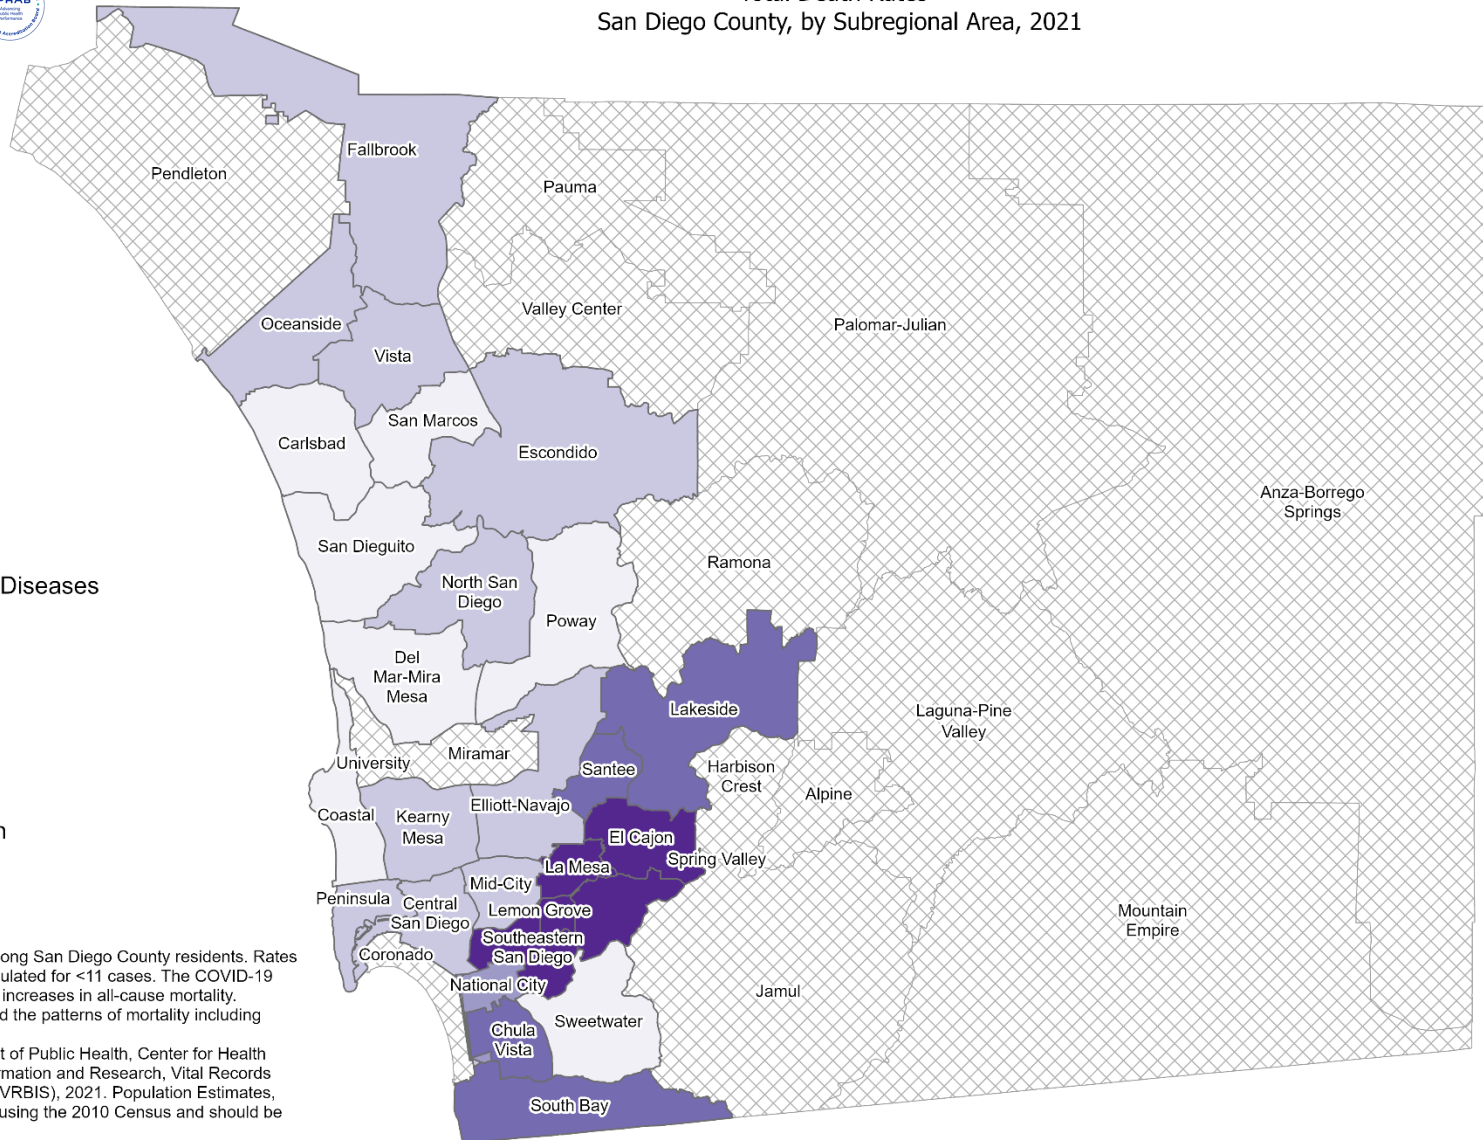 San Diego County, by Subregional Area, 2021
Fallbrook
Pendleton
Pauma
Valley Center
Oceanside
Palomar-Julian
Vista
San Marcos
Carlsbad
Escondido
Anza-Borrego
Springs
San Dieguito
Ramona
Diseases
North San
Diego
Poway
Del
Mar-Mira
Mesa
Lakeside
Laguna-Pine
Valley
Miramar
University
Santee
Harbison
Crest
Alpine
Elliott-Navajo
Coastal
Kearny
Mesa
El Cajon
Spring Valley
La Mesa
Mid-City
Peninsula
Central
San Diego
Lemon Grove
Mountain
Empire
Southeastern
San Diego
Coronado
National City
Jamul
Sweetwater
Chula
Vista
South Bay
ong San Diego County residents. Rates
ulated for <11 cases. The COVID-19
increases in all-cause mortality.
d the patterns of mortality including
t of Public Health, Center for Health
rmation and Research, Vital Records
VRBIS), 2021. Population Estimates,
using the 2010 Census and should be